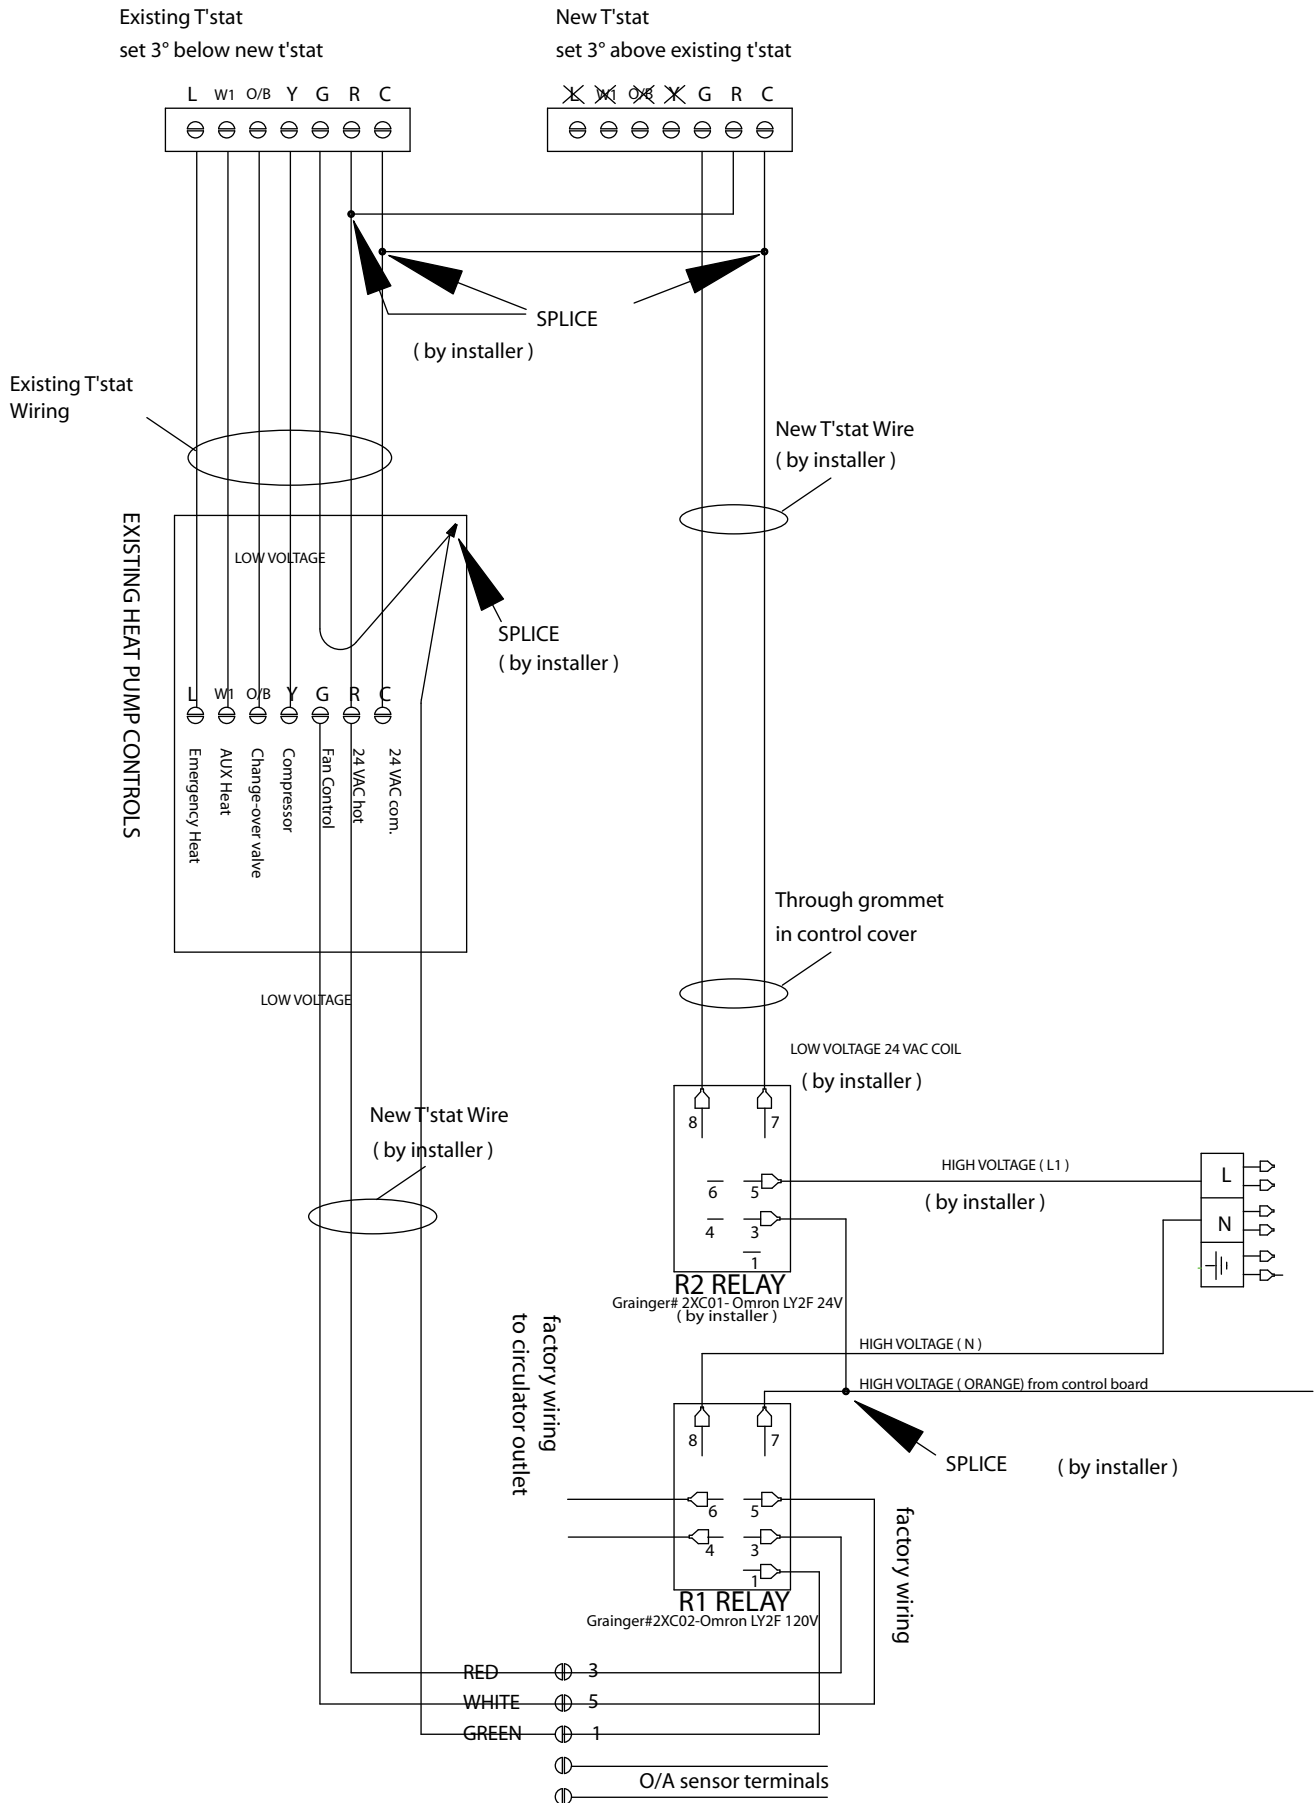 Existing T'stat
set 3° below new t'stat
New T'stat
set 3° above existing t'stat
L W1 O/B Y G R C
L W1 O/B Y G R C
SPLICE
( by installer )
Existing T'stat
Wiring
New T'stat Wire
( by installer )
EXISTING HEAT PUMP CONTROLS
LOW VOLTAGE
SPLICE
( by installer )
L W1 O/B Y G R C
Emergency Heat
AUX Heat
Change-over valve
Compressor
Fan Control
24 VAC hot
24 VAC com.
Through grommet
in control cover
LOW VOLTAGE
LOW VOLTAGE 24 VAC COIL
( by installer )
New T'stat Wire
( by installer )
8 7
6 5
4 3
1
HIGH VOLTAGE ( L1 )
( by installer )
L
N
R2 RELAY
Grainger# 2XC01- Omron LY2F 24V
( by installer )
factory wiring
to circulator outlet
HIGH VOLTAGE ( N )
HIGH VOLTAGE ( ORANGE) from control board
8 7
SPLICE ( by installer )
6 5
4 3
1
factory wiring
R1 RELAY
Grainger#2XC02-Omron LY2F 120V
RED 3
WHITE 5
GREEN 1
O/A sensor terminals